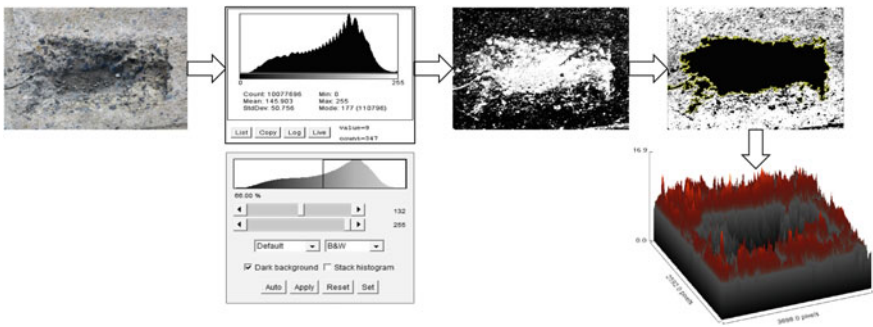 0
255
Count: 10077696 Min: 0
Mean: 145.903 Max: 255
StdDev: 50.756 Mode: 177 (110796)
List Copy Log Live
value=9
count=347
66.00 %
132
255
Default B&W
Dark background Stack histogram
Auto Apply Reset Set
16.9
0.0
2592.0 pixels
3888.0 pixels